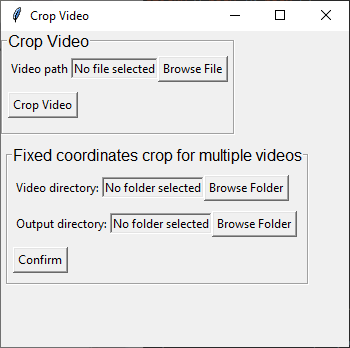 Crop Video
Crop Video
Video path No file selected Browse File
Crop Video
Fixed coordinates crop for multiple videos
Video directory: No folder selected Browse Folder
Output directory: No folder selected Browse Folder
Confirm